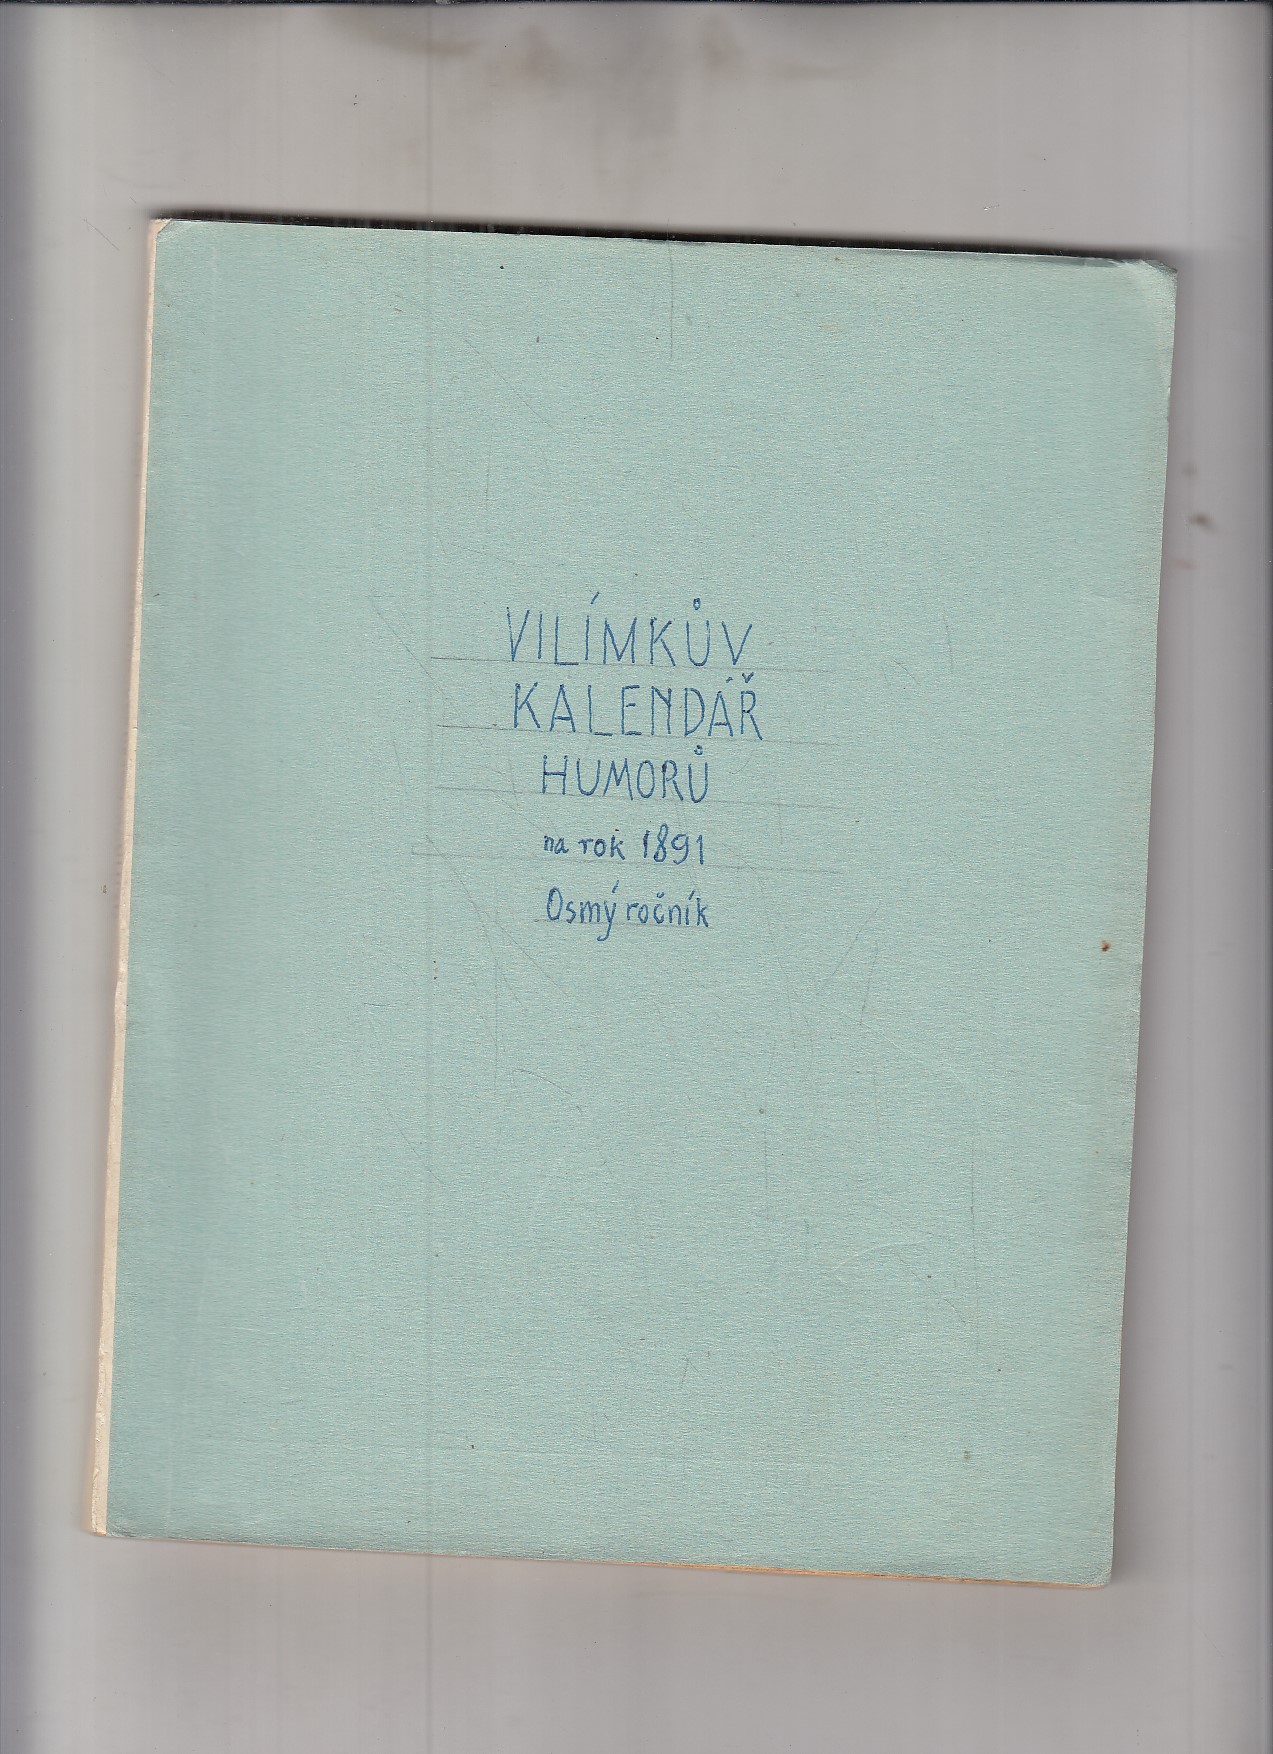 VILÍMKŮV
KALENDÁŘ
HUMORŮ
na rok 1891
Osmý ročník